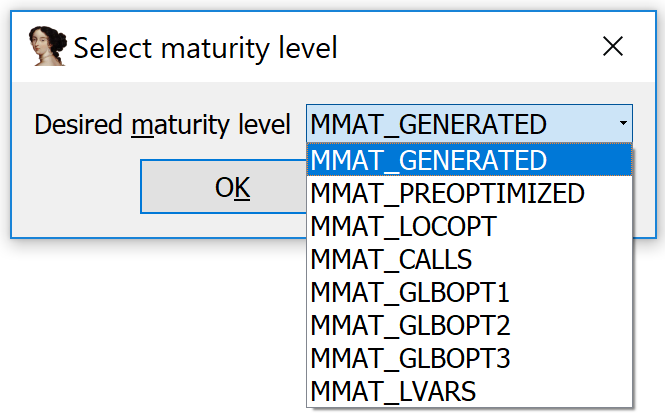 Select maturity level
Desired maturity level MMAT_GENERATED
MMAT_GENERATED
MMAT_PREOPTIMIZED
MMAT_LOCOPT
MMAT_CALLS
MMAT_GLBOPT1
MMAT_GLBOPT2
MMAT_GLBOPT3
MMAT_LVARS
OK